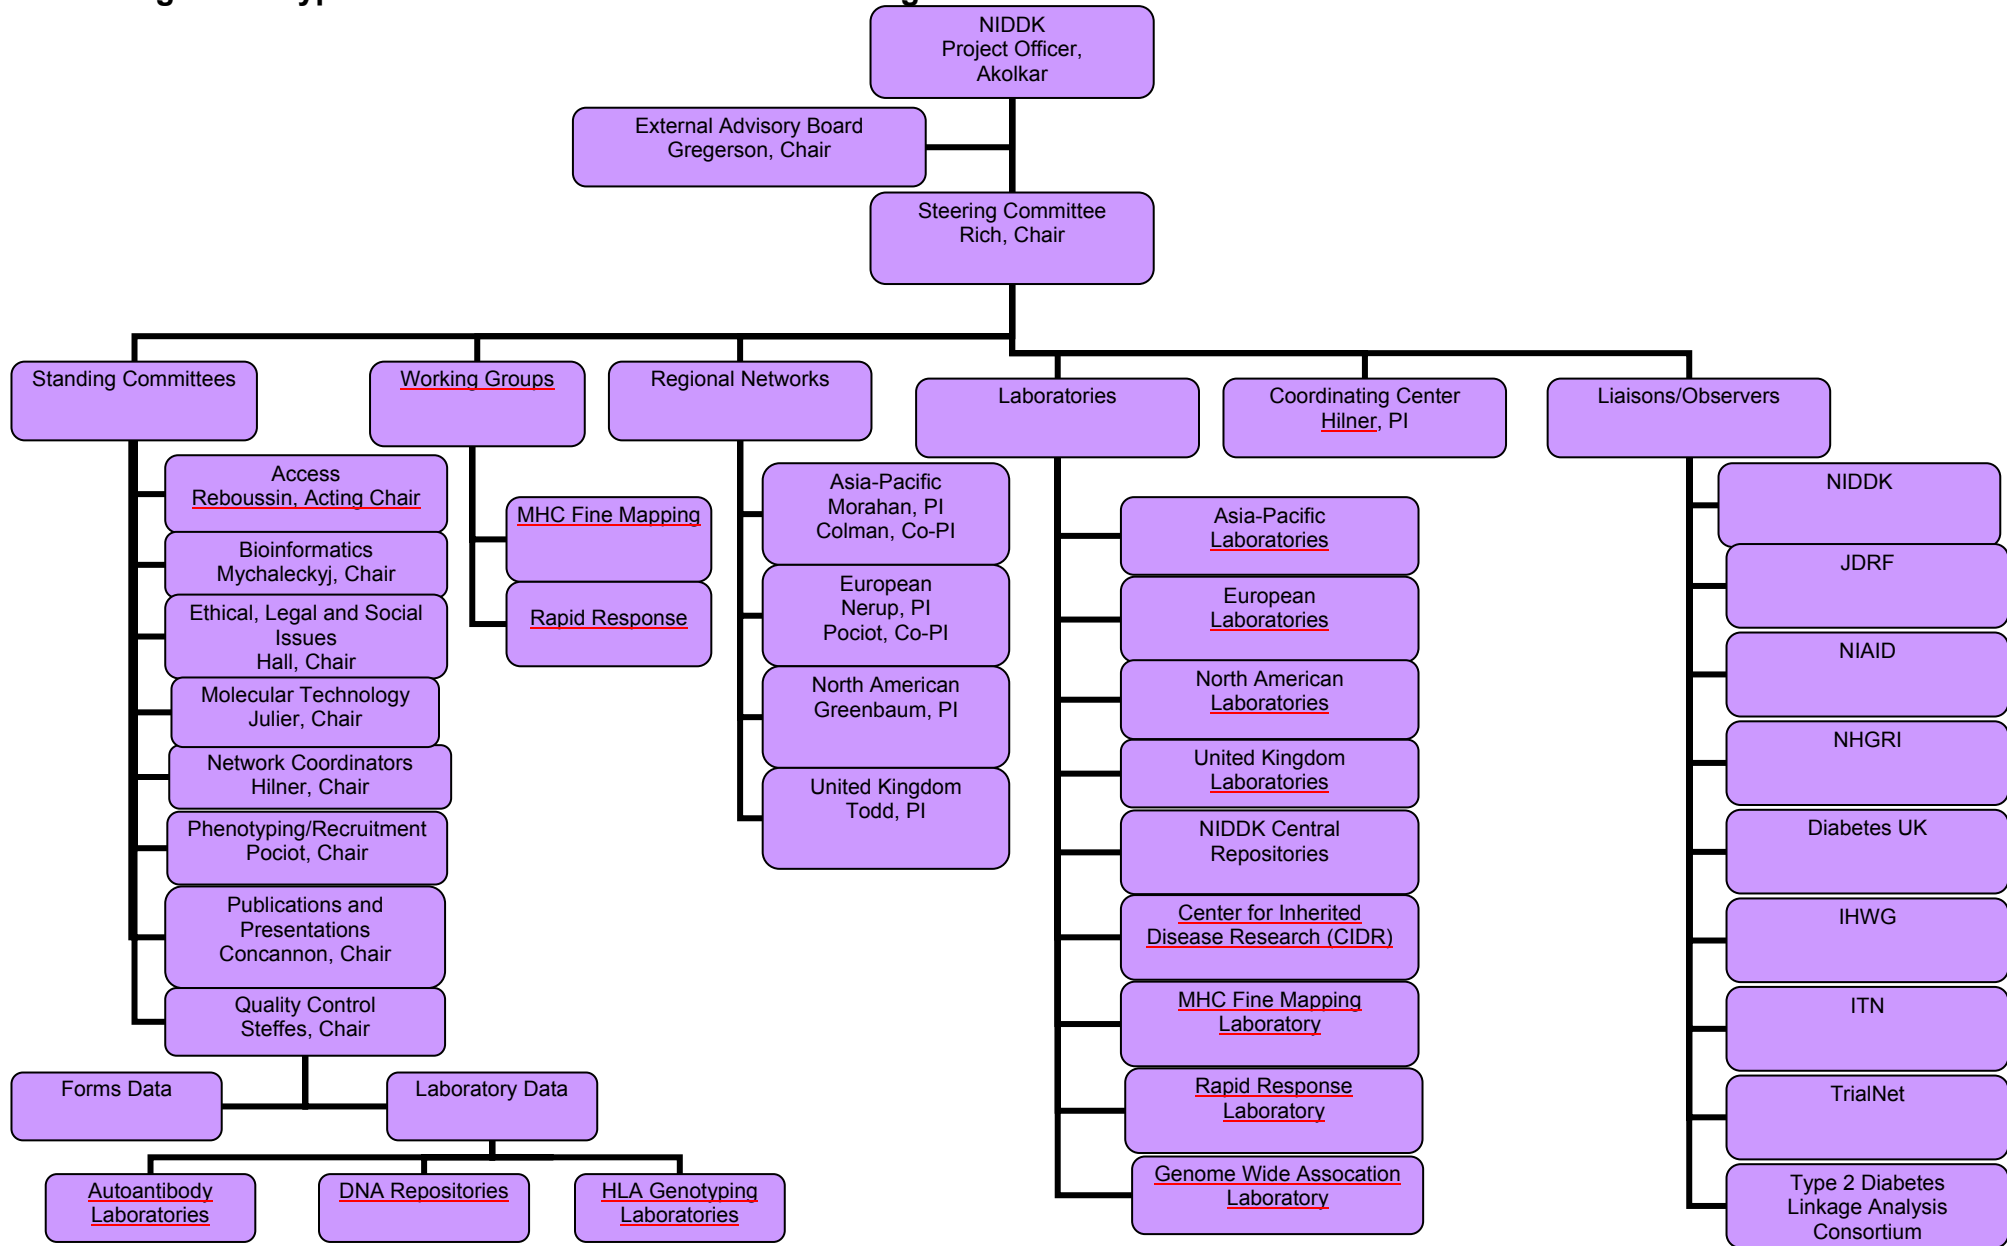 NIDDK
Project Officer,
Akolkar
External Advisory Board
Gregerson, Chair
Steering Committee
Rich, Chair
Standing Committees
Working Groups
Regional Networks
Laboratories
Coordinating Center
Hilner, PI
Liaisons/Observers
Access
Reboussin, Acting Chair
Bioinformatics
Mychaleckyj, Chair
Ethical, Legal and Social
Issues
Hall, Chair
Molecular Technology
Julier, Chair
Network Coordinators
Hilner, Chair
Phenotyping/Recruitment
Pociot, Chair
Publications and
Presentations
Concannon, Chair
Quality Control
Steffes, Chair
Forms Data
Laboratory Data
Autoantibody
Laboratories
DNA Repositories
HLA Genotyping
Laboratories
MHC Fine Mapping
Rapid Response
Asia-Pacific
Morahan, PI
Colman, Co-PI
European
Nerup, PI
Pociot, Co-PI
North American
Greenbaum, PI
United Kingdom
Todd, PI
Asia-Pacific
Laboratories
European
Laboratories
North American
Laboratories
United Kingdom
Laboratories
NIDDK Central
Repositories
Center for Inherited
Disease Research (CIDR)
MHC Fine Mapping
Laboratory
Rapid Response
Laboratory
Genome Wide Assocation
Laboratory
NIDDK
JDRF
NIAID
NHGRI
Diabetes UK
IHWG
ITN
TrialNet
Type 2 Diabetes
Linkage Analysis
Consortium